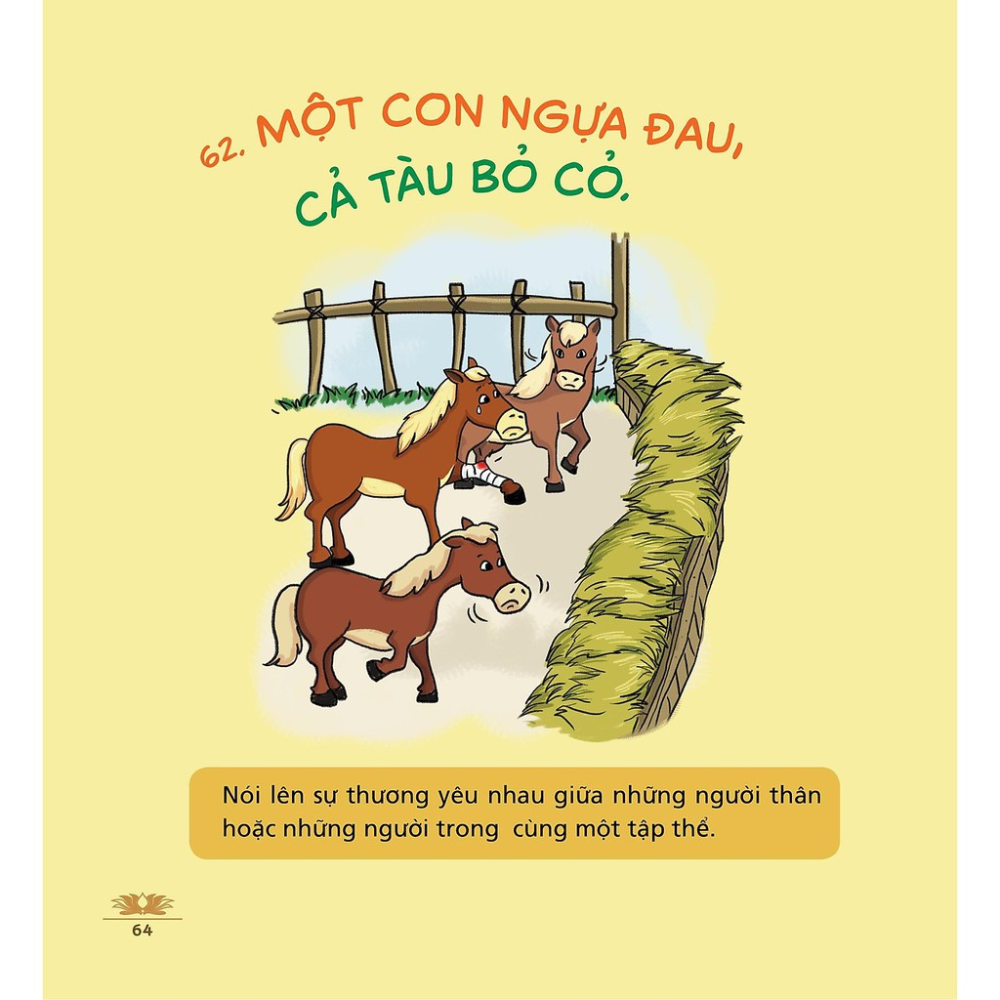 62. MỘT CON NGỰA ĐAU,
CẢ TÀU BỎ CỎ.
Nói lên sự thương yêu nhau giữa những người thân
hoặc những người trong cùng một tập thể.
64